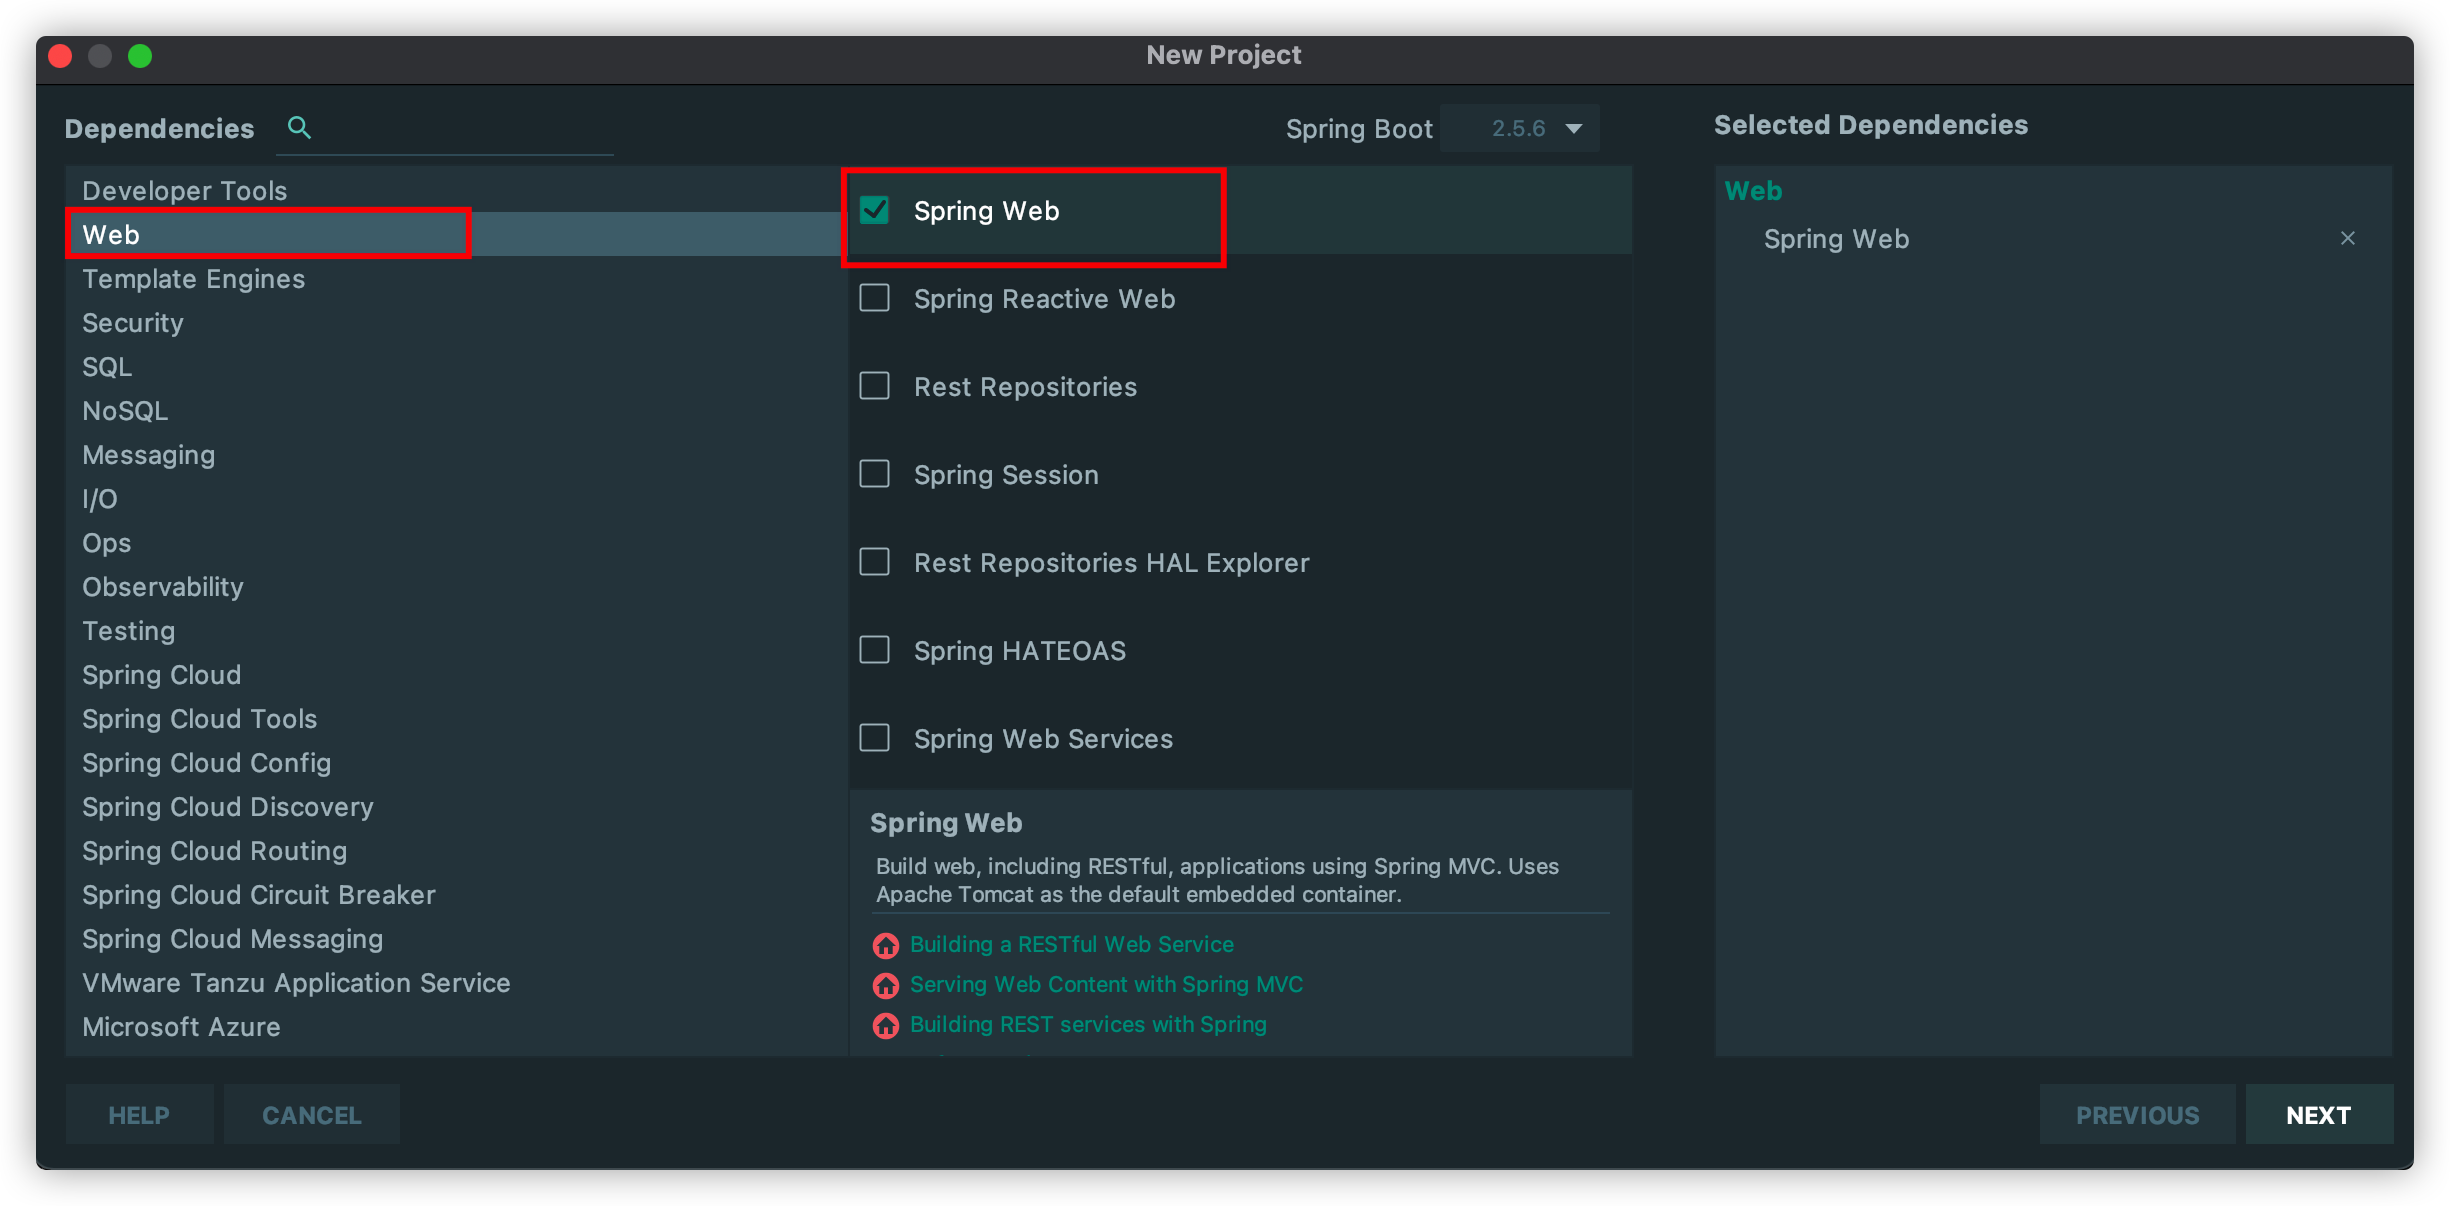 New Project
Dependencies
Spring Boot 2.5.6
Selected Dependencies
Developer Tools
Web
Template Engines
Security
SQL
NoSQL
Messaging
I/O
Ops
Observability
Testing
Spring Cloud
Spring Cloud Tools
Spring Cloud Config
Spring Cloud Discovery
Spring Cloud Routing
Spring Cloud Circuit Breaker
Spring Cloud Messaging
VMware Tanzu Application Service
Microsoft Azure
Spring Web
Spring Reactive Web
Rest Repositories
Spring Session
Rest Repositories HAL Explorer
Spring HATEOAS
Spring Web Services
Spring Web
Build web, including RESTful, applications using Spring MVC. Uses
Apache Tomcat as the default embedded container.
Building a RESTful Web Service
Serving Web Content with Spring MVC
Building REST services with Spring
Web
Spring Web
HELP
CANCEL
PREVIOUS
NEXT